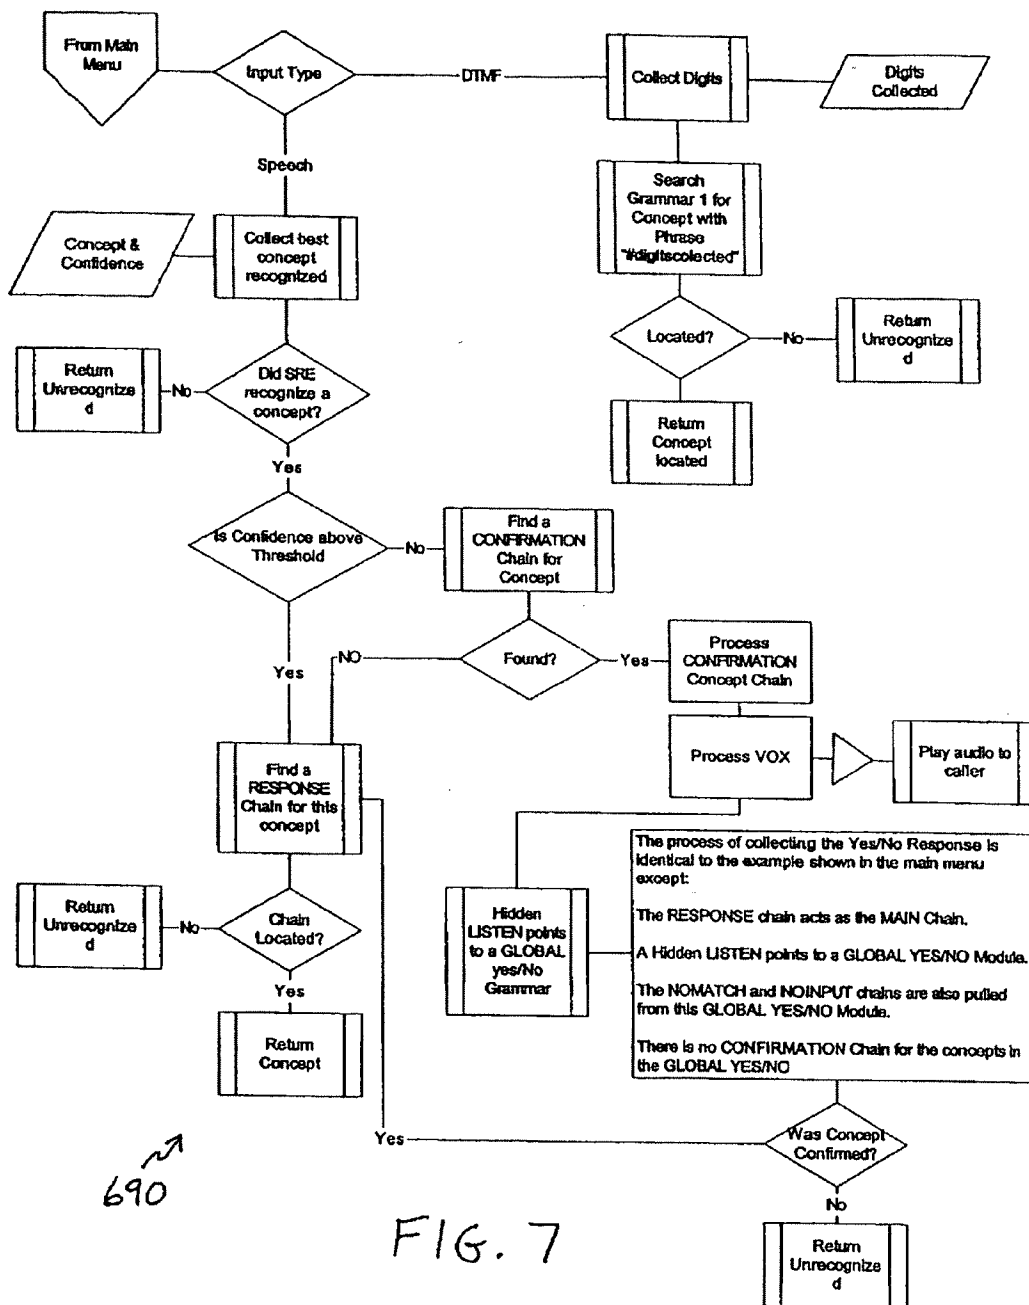 From Main
Menu
Input Type
DTMF
Collect Digits
Digits
Collected
Speech
Search
Grammar 1 for
Concept with
Phrase
"#digitscolected"
Concept &
Confidence
Collect best
concept
recognized
Located?
No
Return
Unrecognize
d
Return
Unrecognize
d
No
Did SRE
recognize a
concept?
Return
Concept
located
Yes
Is Confidence above
Threshold
No
Find a
CONFIRMATION
Chain for
Concept
Yes
NO
Found?
Yes
Process
CONFIRMATION
Concept Chain
Find a
RESPONSE
Chain for this
concept
Process VOX
Play audio to
caller
Return
Unrecognize
d
No
Chain
Located?
Hidden
LISTEN points
to a GLOBAL
yes/No
Grammar
The process of collecting the Yes/No Response is
identical to the example shown in the main menu
except:
The RESPONSE chain acts as the MAIN Chain.
A Hidden LISTEN points to a GLOBAL YES/NO Module.
The NOMATCH and NOINPUT chains are also pulled
from this GLOBAL YES/NO Module.
There is no CONFIRMATION Chain for the concepts in
the GLOBAL YES/NO
Yes
Return
Concept
Yes
Was Concept
Confirmed?
690
No
FIG. 7
Return
Unrecognize
d